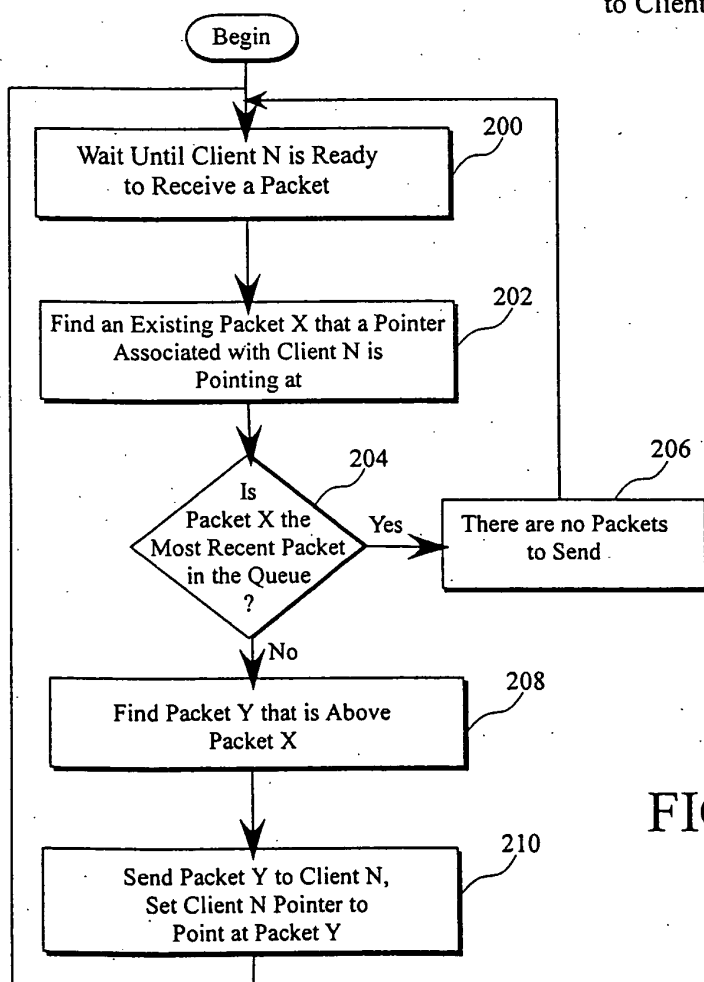 to Client
Begin
200
Wait Until Client N is Ready
to Receive a Packet
202
Find an Existing Packet X that a Pointer
Associated with Client N is
Pointing at
204
Is
Packet X the
Most Recent Packet
in the Queue
?
Yes
206
There are no Packets
to Send
No
208
Find Packet Y that is Above
Packet X
FI
210
Send Packet Y to Client N,
Set Client N Pointer to
Point at Packet Y